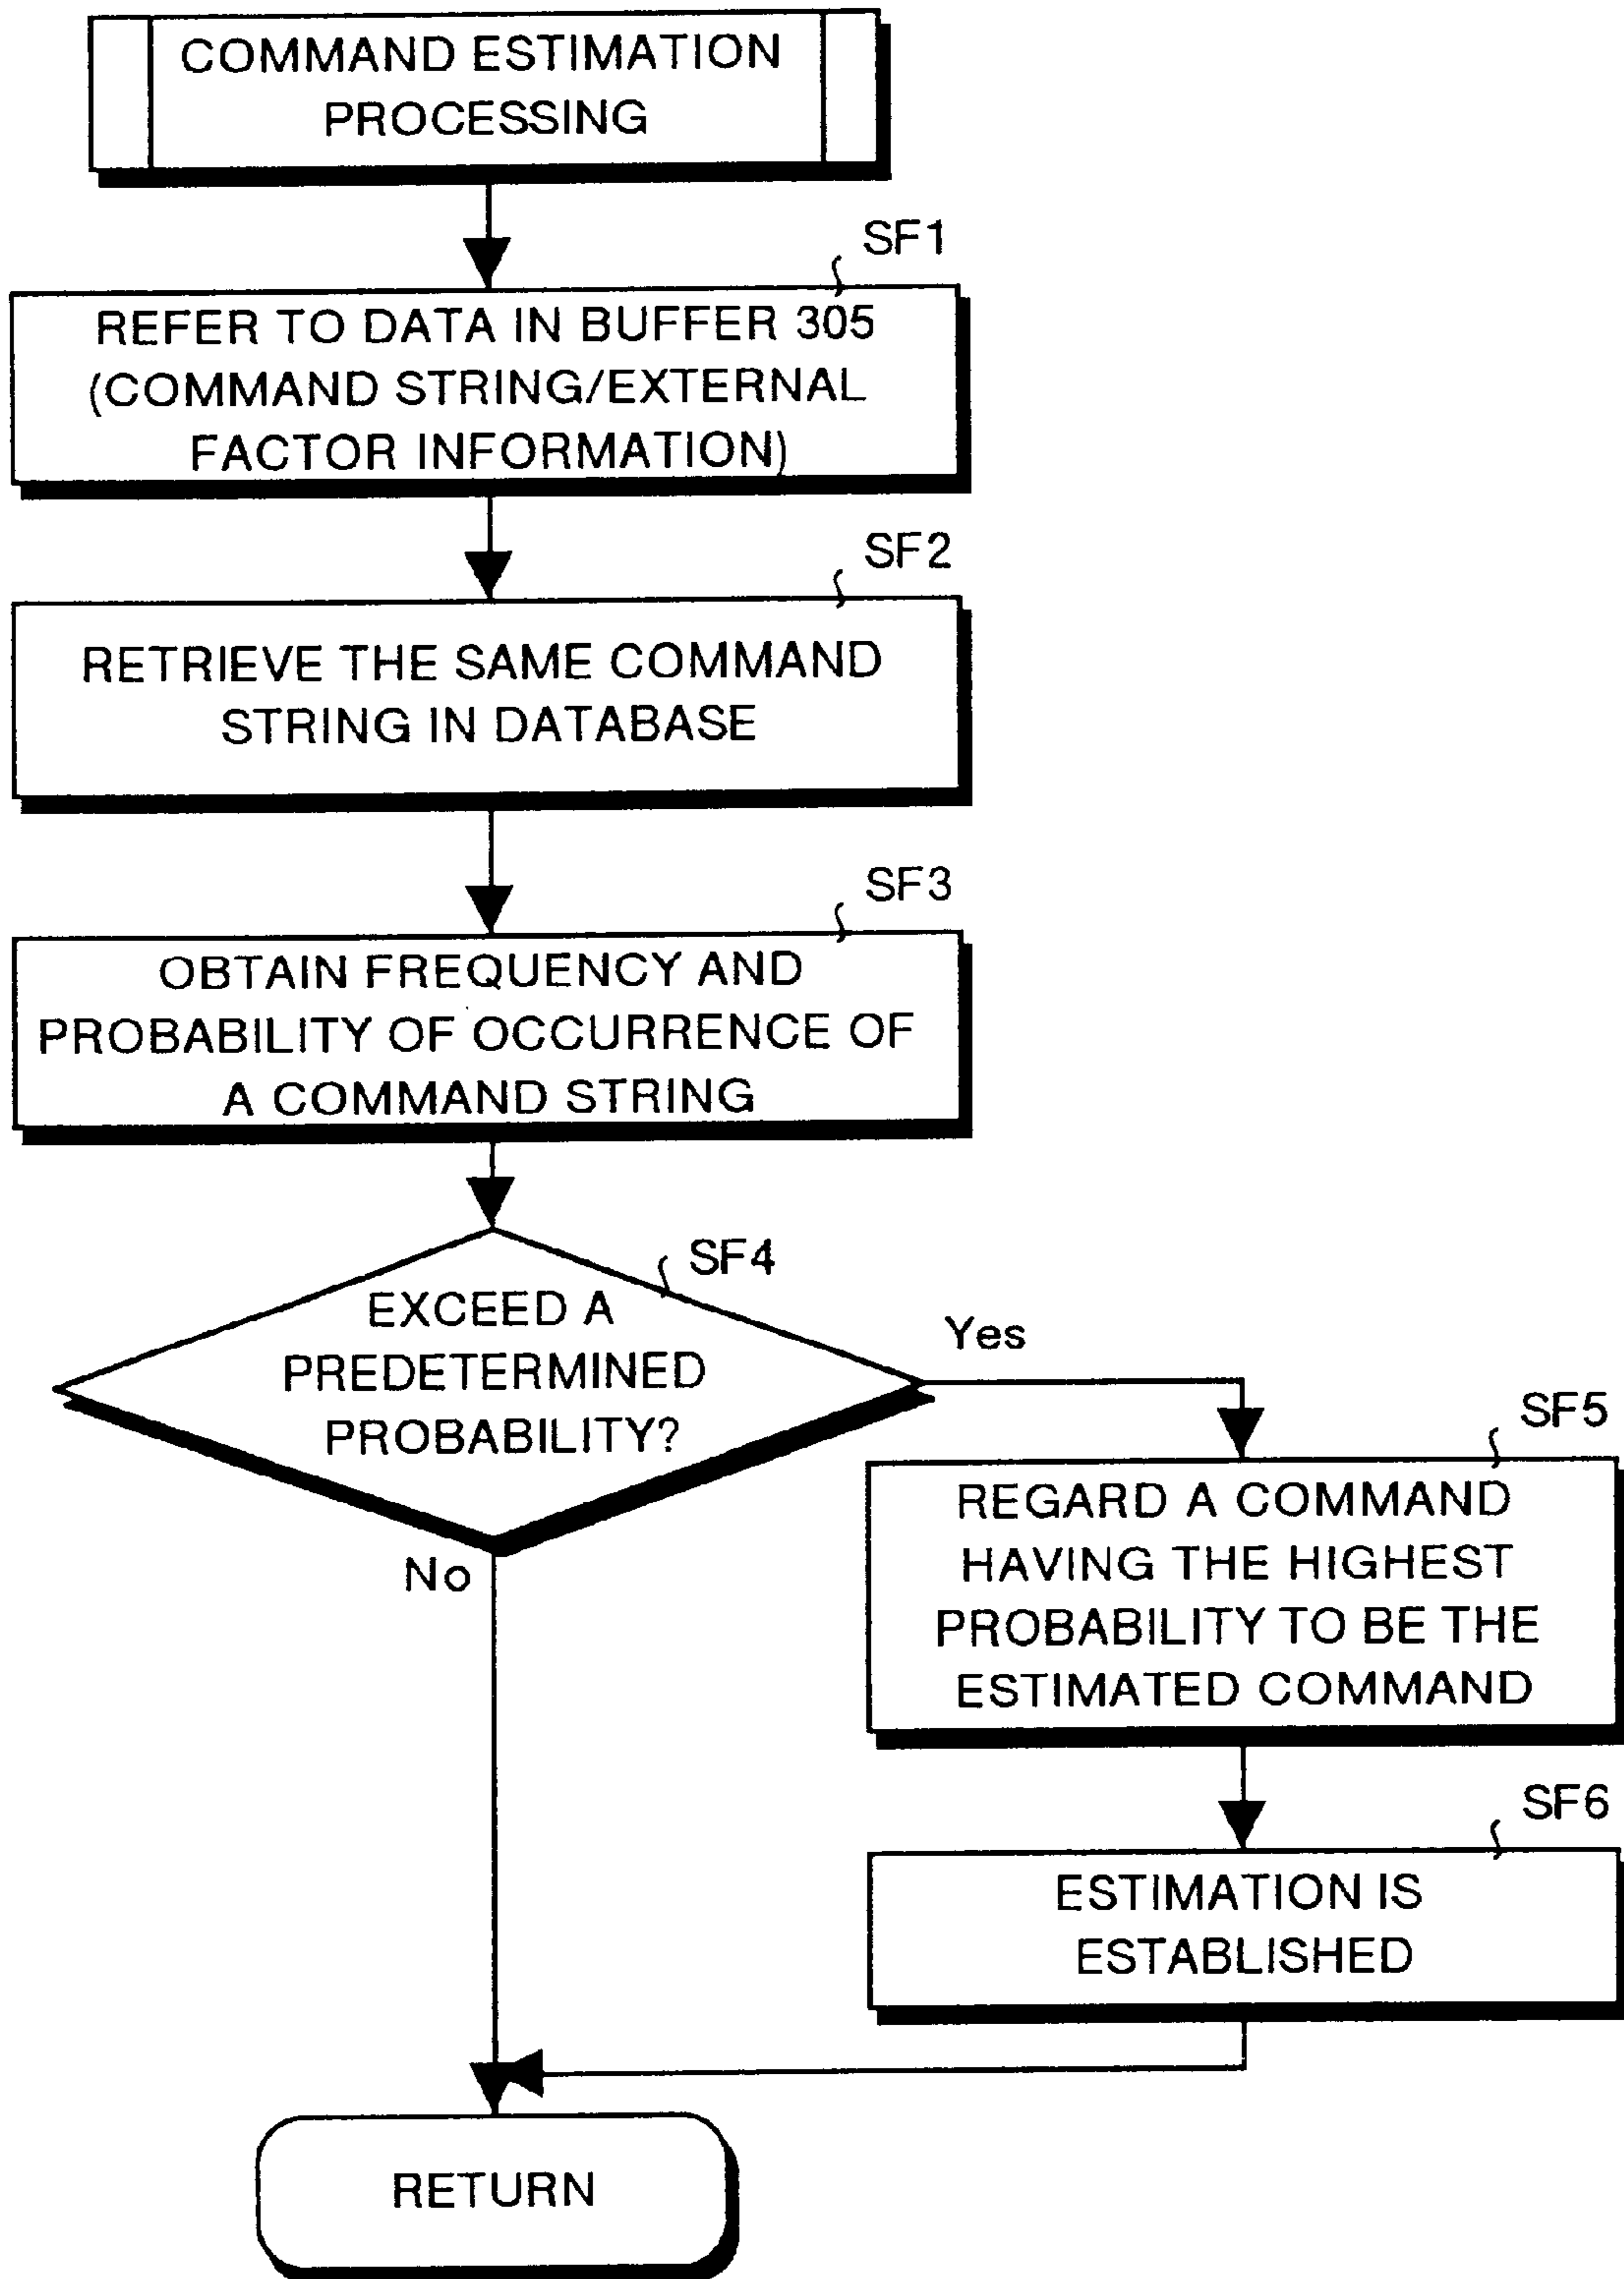 COMMAND ESTIMATION
PROCESSING
SF1
REFER TO DATA IN BUFFER 305
(COMMAND STRING/EXTERNAL
FACTOR INFORMATION)
SF2
RETRIEVE THE SAME COMMAND
STRING IN DATABASE
SF3
OBTAIN FREQUENCY AND
PROBABILITY OF OCCURRENCE OF
A COMMAND STRING
SF4
EXCEED A
PREDETERMINED
PROBABILITY?
Yes
No
SF5
REGARD A COMMAND
HAVING THE HIGHEST
PROBABILITY TO BE THE
ESTIMATED COMMAND
SF6
ESTIMATION IS
ESTABLISHED
RETURN